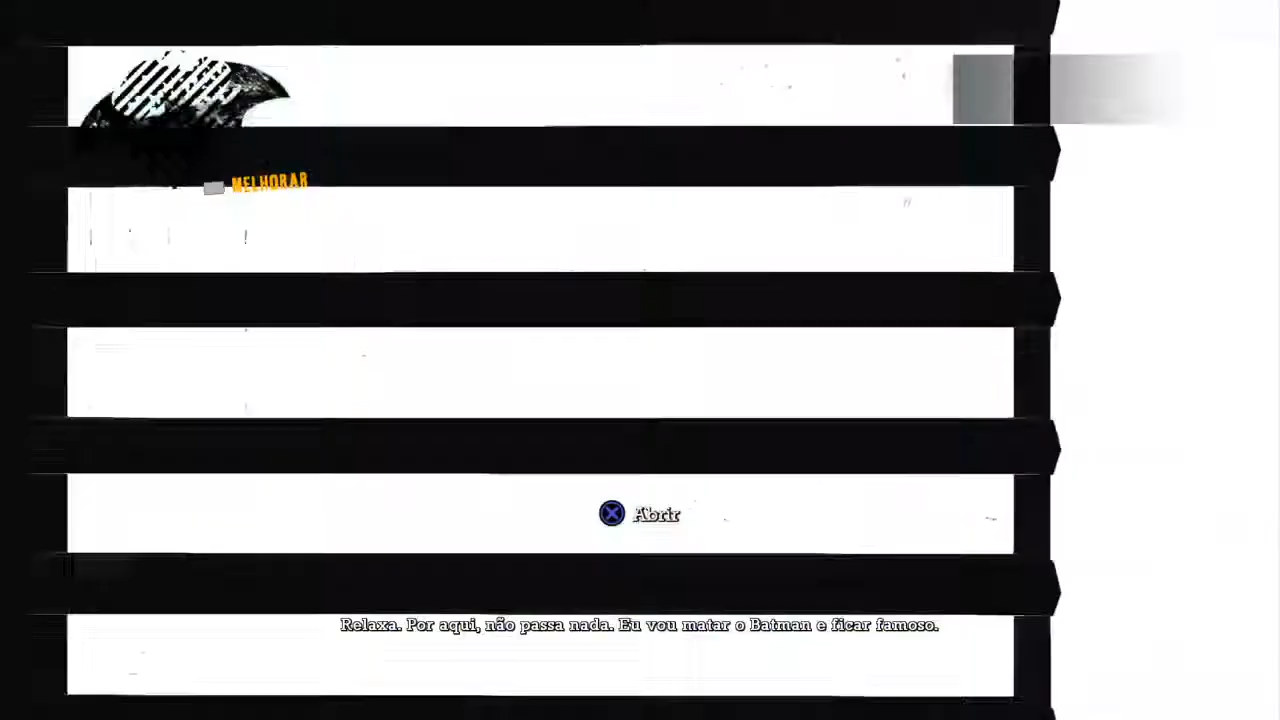 MELHORAR
Abrir
Relaxa. Por aqui, não passa nada. Eu vou matar o Batman e ficar famoso.